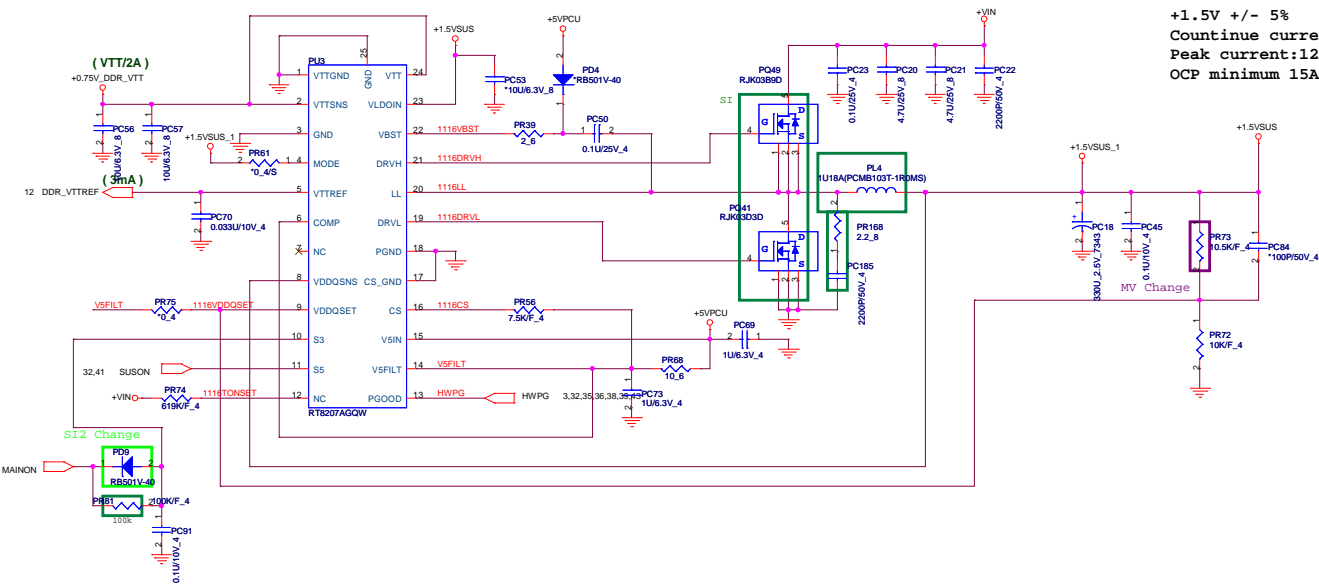 +1.5V +/- 5%
Countinue curre
Peak current:12
OCP minimum 15A
+VIN
+5VPCU
+1.5VSUS
( VTT/2A )
+0.75V_DDR_VTT
PU3
25
GND
1 VTTGND
VTT 24
2 VTTSNS
VLDOIN 23
3 GND
VBST 22
4 MODE
DRVH 21
5 VTTREF
LL 20
6 COMP
DRVL 19
7 NC
PGND 18
8 VDDQSNS
CS_GND 17
9 VDDQSET
CS 16
10 S3
V5IN 15
11 S5
V5FILT 14
12 NC
PGOOD 13
RT8207AGQW
PC56
10U/6.3V_8
PC57
10U/6.3V_8
+1.5VSUS_1
PR61
*0_4/S
( 3mA )
12 DDR_VTTREF
PC70
0.033U/10V_4
V5FILT
PR75
*0_4
1116VDDQSET
32,41 SUSON
+VIN
PR74
619K/F_4
1116TONSET
SI2 Change
PD9
RB501V-40
MAINON
PR81
100K/F_4
100k
PC91
0.1U/10V_4
PC53
*10U/6.3V_8
PD4
*RB501V-40
1116VBST
PR39
2_6
PC50
0.1U/25V_4
1116DRVH
1116LL
1116DRVL
1116CS
PR56
7.5K/F_4
V5FILT
PR68
10_6
HWPG
HWPG
3,32,35,36,38,39,43
PC73
1U/6.3V_4
+5VPCU
PC69
1U/6.3V_4
SI
PQ49
RJK03B9D
G D S
PQ41
RJK03D3D
G D S
PC23
0.1U/25V_4
PC20
4.7U/25V_8
PC21
4.7U/25V_8
PC22
2200P/50V_4
PL4
1U18A(PCMB103T-1R0MS)
PR168
2.2_8
PC185
2200P/50V_4
+1.5VSUS_1
+1.5VSUS
PC18
330U_2.5V_7343
PC45
0.1U/10V_4
PR73
10.5K/F_4
PC84
*100P/50V_4
MV Change
PR72
10K/F_4